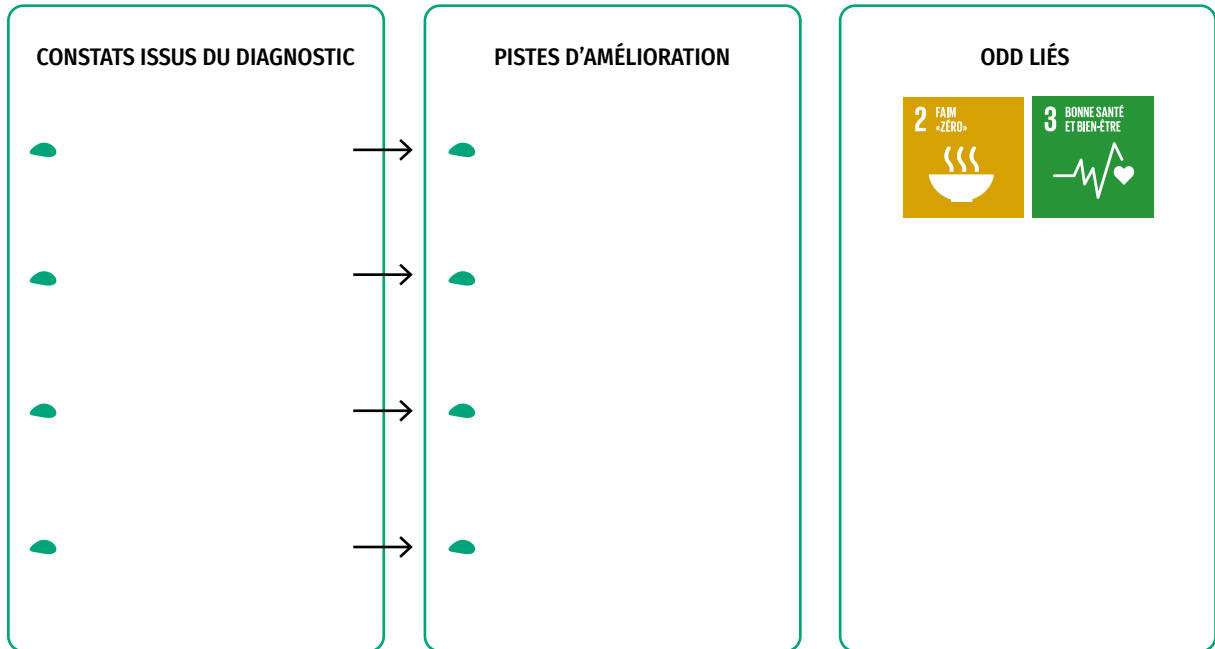 CONSTATS ISSUS DU DIAGNOSTIC
PISTES D’AMÉLIORATION
ODD LIÉS
2 FAIM
«ZÉRO»
3 BONNE SANTÉ
ET BIEN-ÊTRE